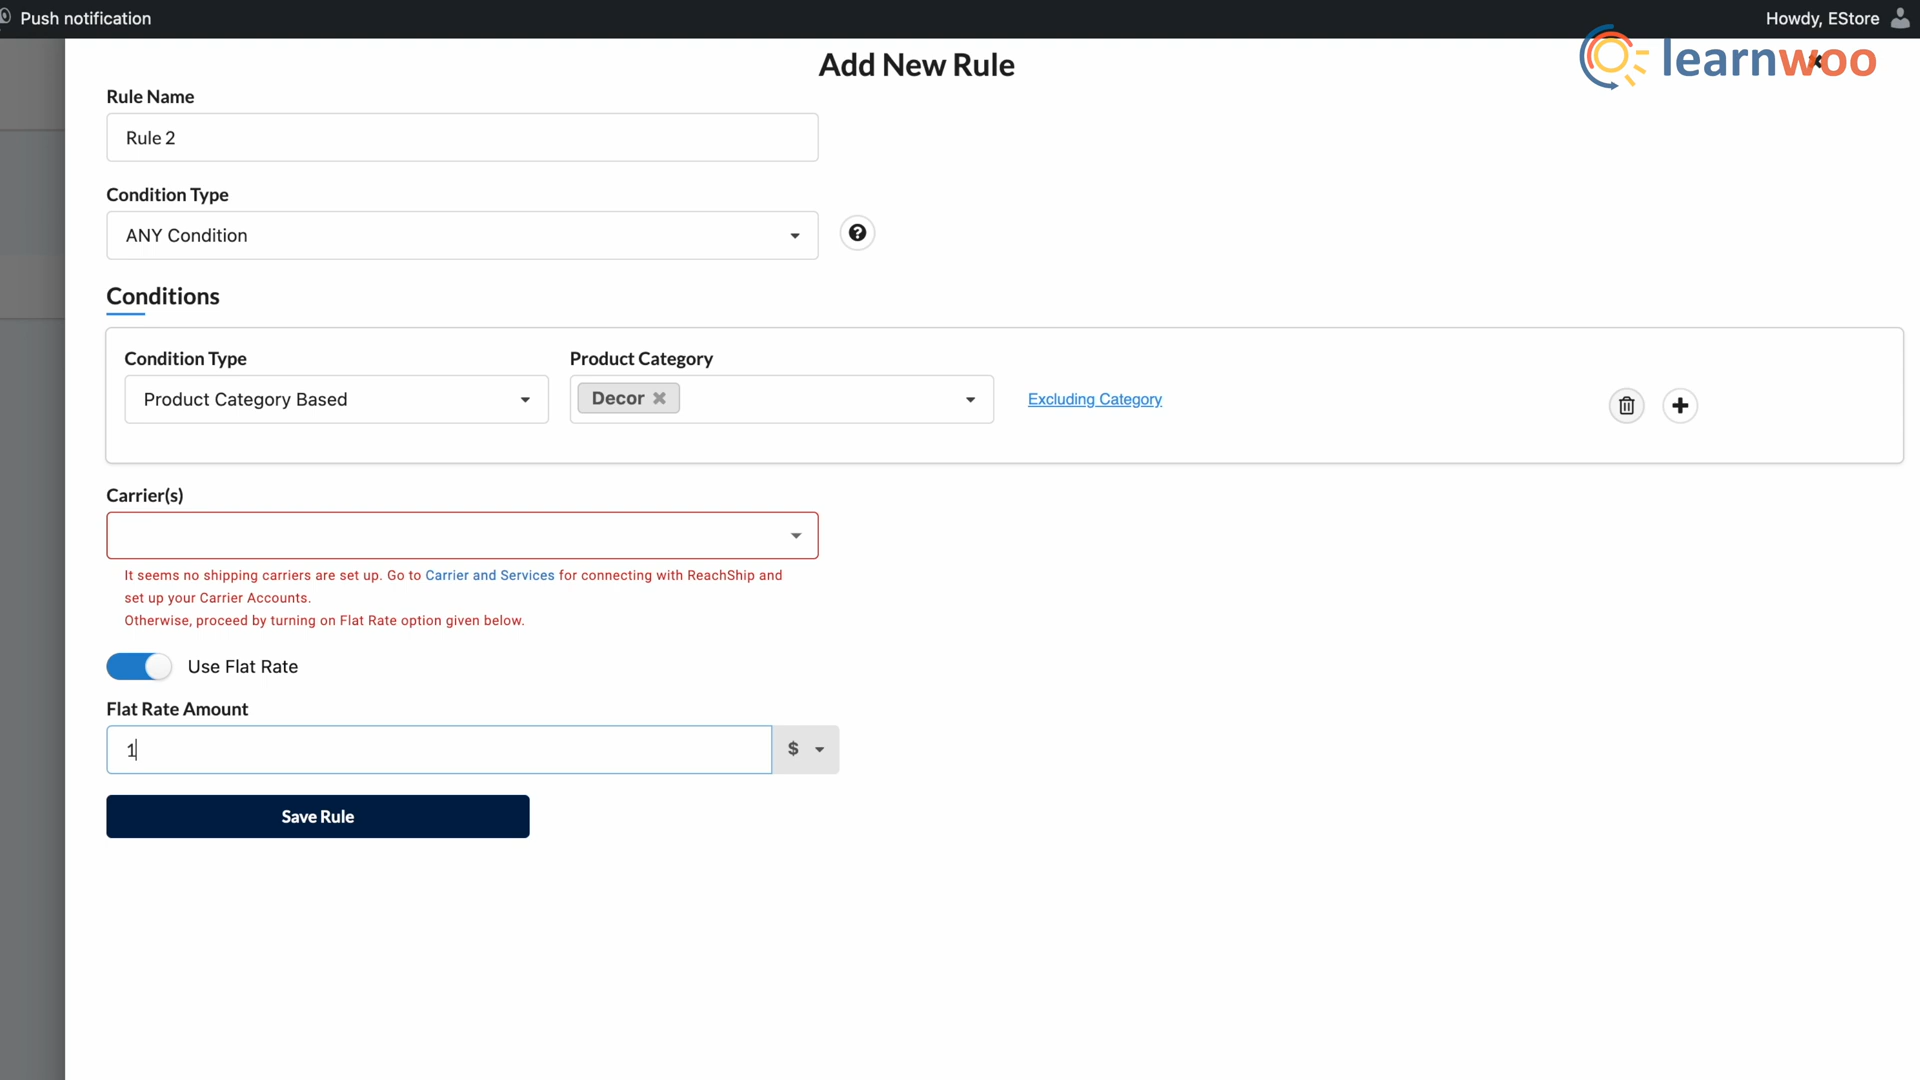 Push notification
Howdy, EStore
learnwoo
Add New Rule
Rule Name
Rule 2
Condition Type
ANY Condition
Conditions
Condition Type
Product Category
Product Category Based
Decor
Excluding Category
Carrier(s)
It seems no shipping carriers are set up. Go to Carrier and Services for connecting with ReachShip and
set up your Carrier Accounts.
Otherwise, proceed by turning on Flat Rate option given below.
Use Flat Rate
Flat Rate Amount
1
$
Save Rule